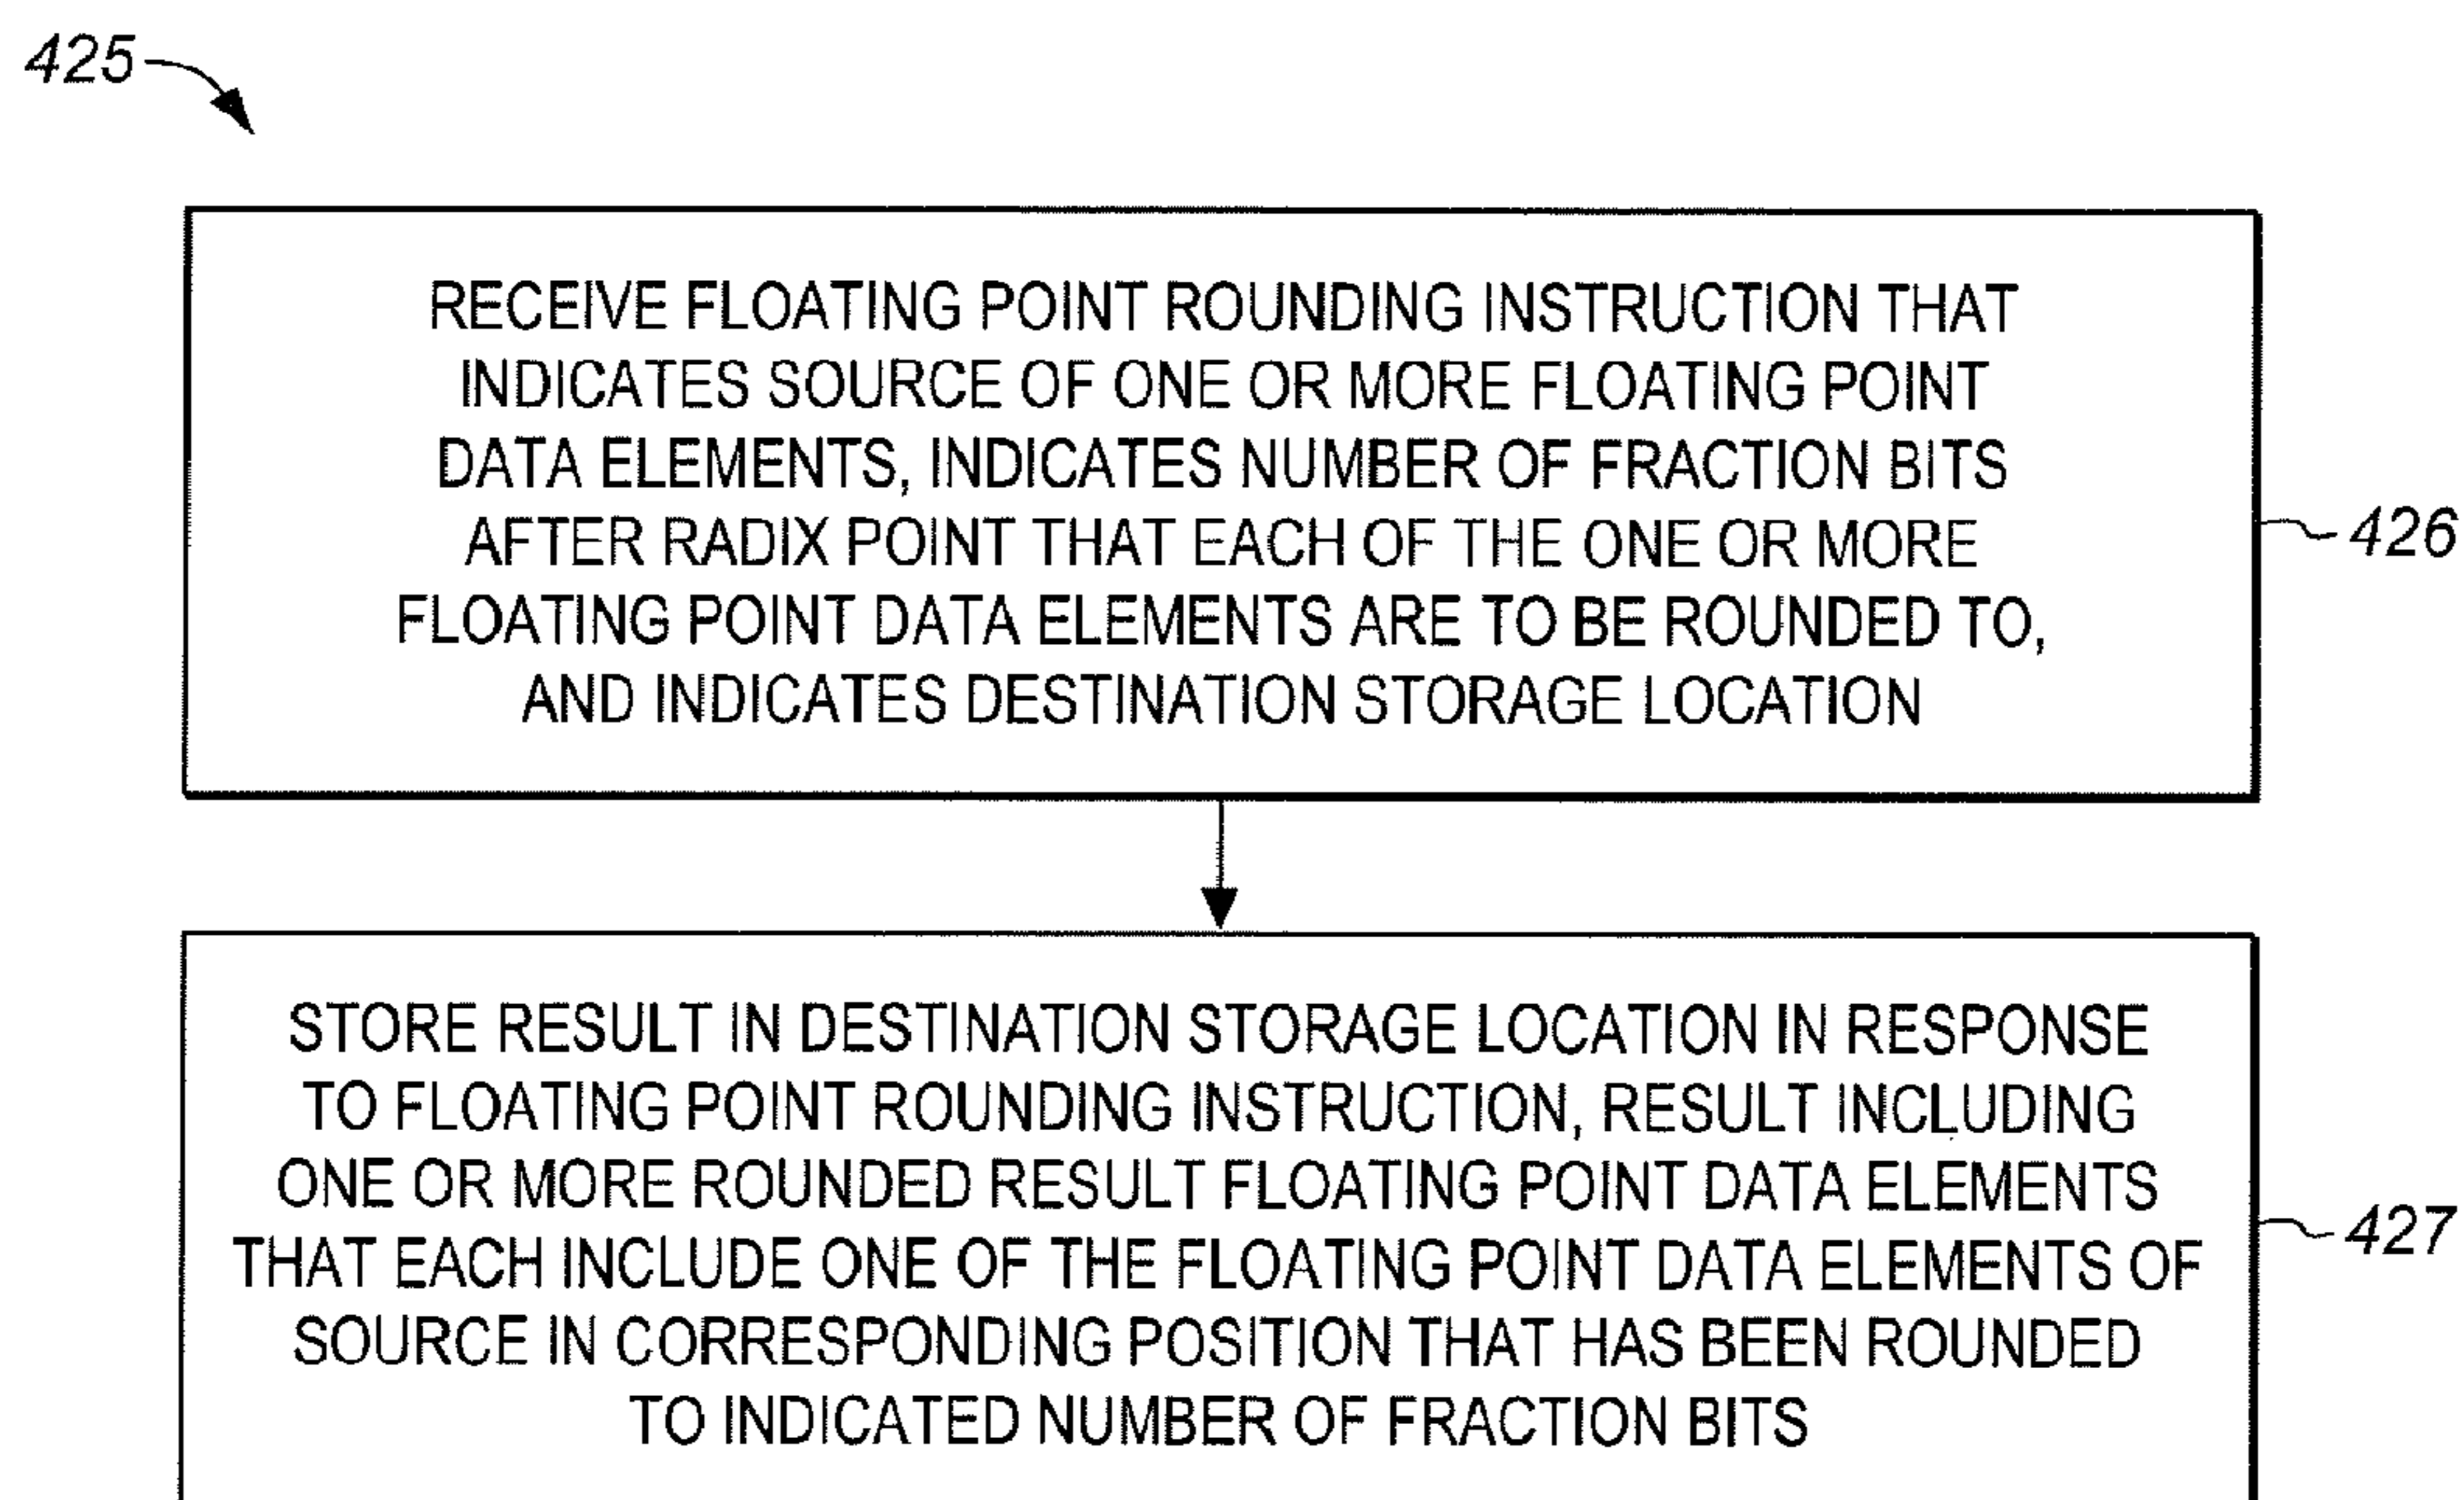 425
RECEIVE FLOATING POINT ROUNDING INSTRUCTION THAT
INDICATES SOURCE OF ONE OR MORE FLOATING POINT
DATA ELEMENTS, INDICATES NUMBER OF FRACTION BITS
AFTER RADIX POINT THAT EACH OF THE ONE OR MORE
FLOATING POINT DATA ELEMENTS ARE TO BE ROUNDED TO,
AND INDICATES DESTINATION STORAGE LOCATION
426
STORE RESULT IN DESTINATION STORAGE LOCATION IN RESPONSE
TO FLOATING POINT ROUNDING INSTRUCTION, RESULT INCLUDING
ONE OR MORE ROUNDED RESULT FLOATING POINT DATA ELEMENTS
THAT EACH INCLUDE ONE OF THE FLOATING POINT DATA ELEMENTS OF
SOURCE IN CORRESPONDING POSITION THAT HAS BEEN ROUNDED
TO INDICATED NUMBER OF FRACTION BITS
427